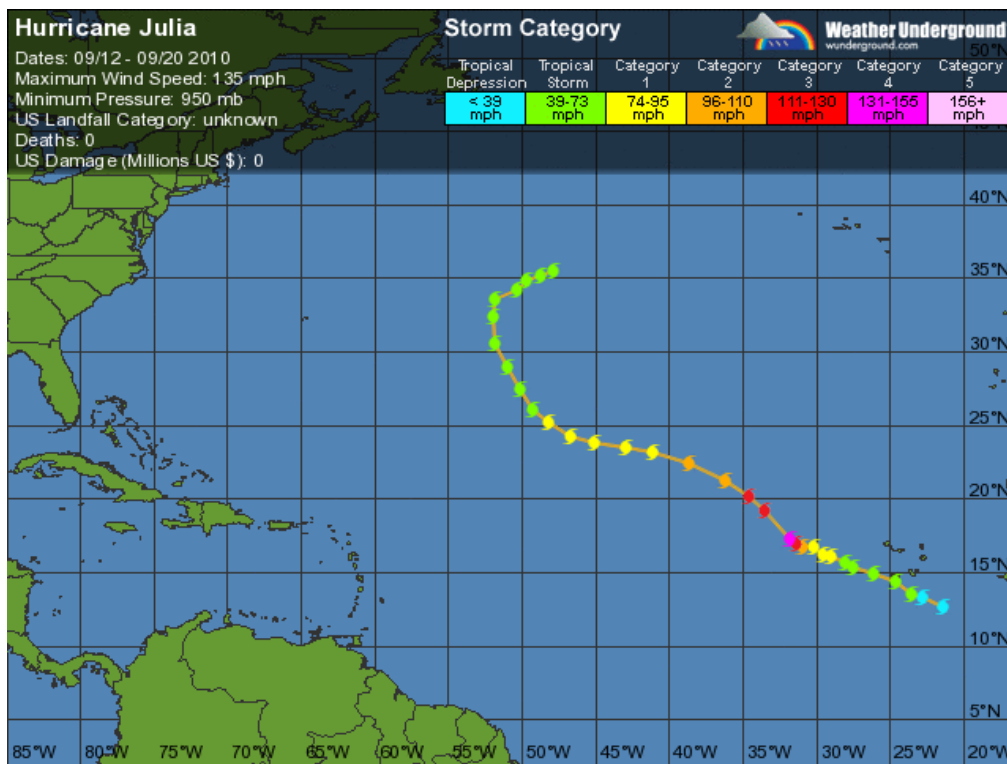 Hurricane Julia
Dates: 09/12 - 09/20 2010
Maximum Wind Speed: 135 mph
Minimum Pressure: 950 mb
US Landfall Category: unknown
Deaths: 0
US Damage (Millions US $): 0
Storm Category
Weather Underground
wunderground.com
Tropical Tropical Category Category Category Category Category
Depression Storm 1 2 3 4 5
< 39 39-73 74-95 96-110 111-130 131-155 156+
mph mph mph mph mph mph mph
50°N
40°N
35°N
30°N
25°N
20°N
15°N
10°N
5°N
85°W 80°W 75°W 70°W 65°W 60°W 55°W 50°W 45°W 40°W 35°W 30°W 25°W 20°W